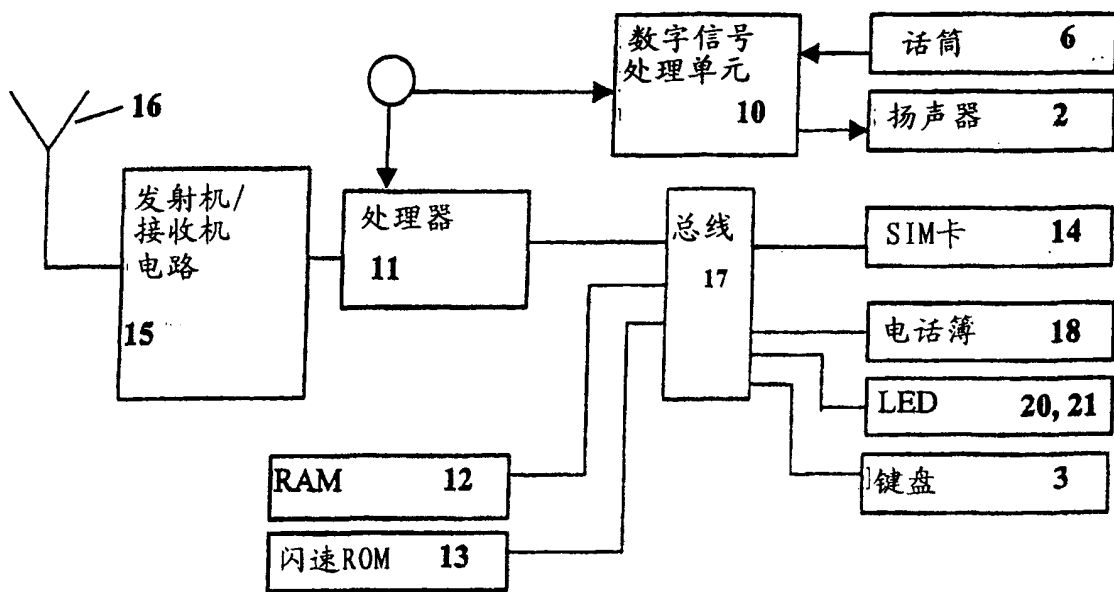 数字信号
处理单元
10
话筒 6
扬声器 2
16
发射机/
接收机
电路
15
处理器
11
总线
17
SIM卡 14
电话簿 18
LED 20, 21
键盘 3
RAM 12
闪速ROM 13